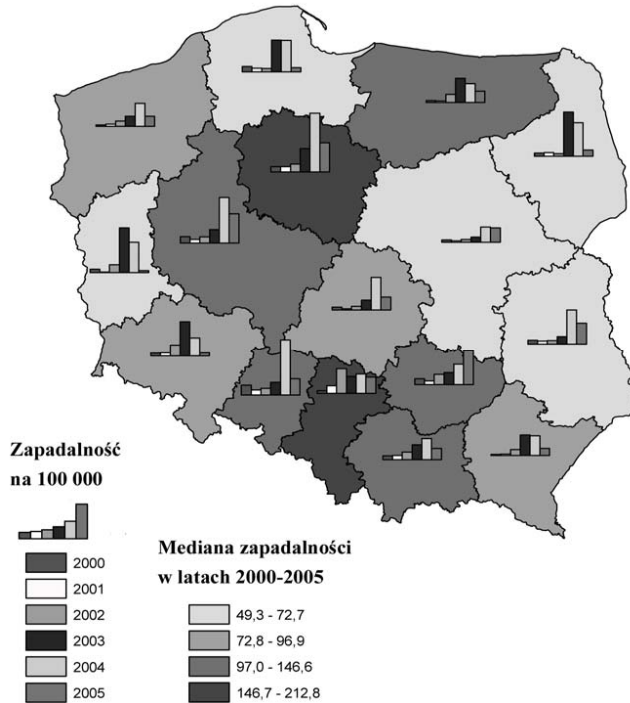 Zapadalność
na 100 000
2000
2001
2002
2003
2004
2005
Mediana zapadalności
w latach 2000-2005
49,3 - 72,7
72,8 - 96,9
97,0 - 146,6
146,7 - 212,8